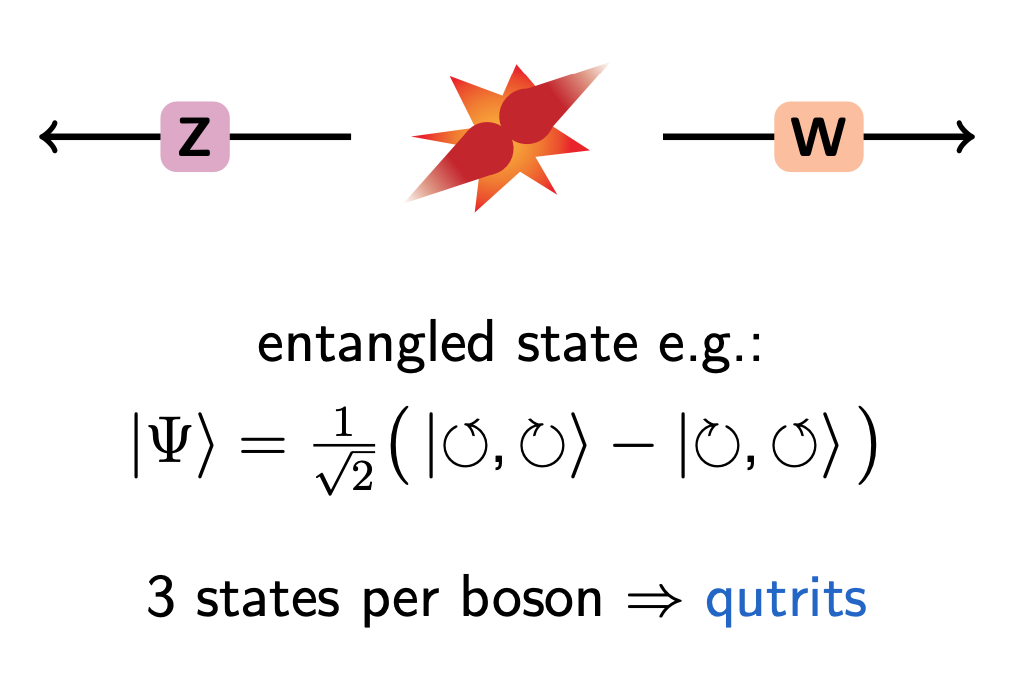 Z W
entangled state e.g.:
|Ψ⟩ = 1/√2 ( |↺, ↻⟩ − |↻, ↺⟩ )
3 states per boson ⇒ qutrits